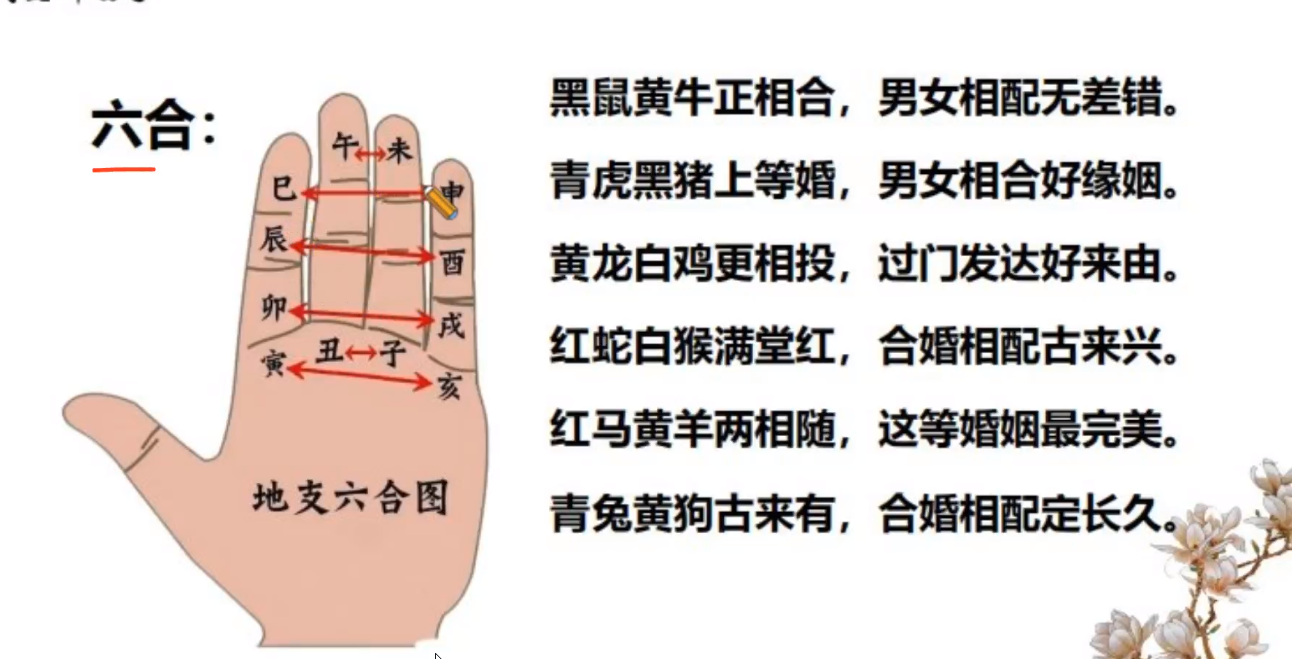 六合：
午 未
巳 申
辰 酉
卯 戌
丑 子
寅 亥
地支六合图
黑鼠黄牛正相合，男女相配无差错。
青虎黑猪上等婚，男女相合好缘姻。
黄龙白鸡更相投，过门发达好来由。
红蛇白猴满堂红，合婚相配古来兴。
红马黄羊两相随，这等婚姻最完美。
青兔黄狗古来有，合婚相配定长久。